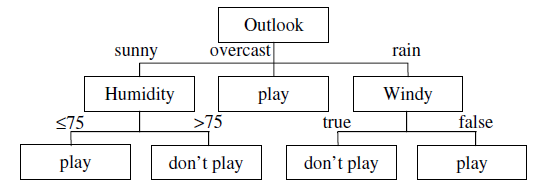 Outlook
sunny overcast rain
Humidity play Windy
≤75 >75 true false
play don't play don't play play